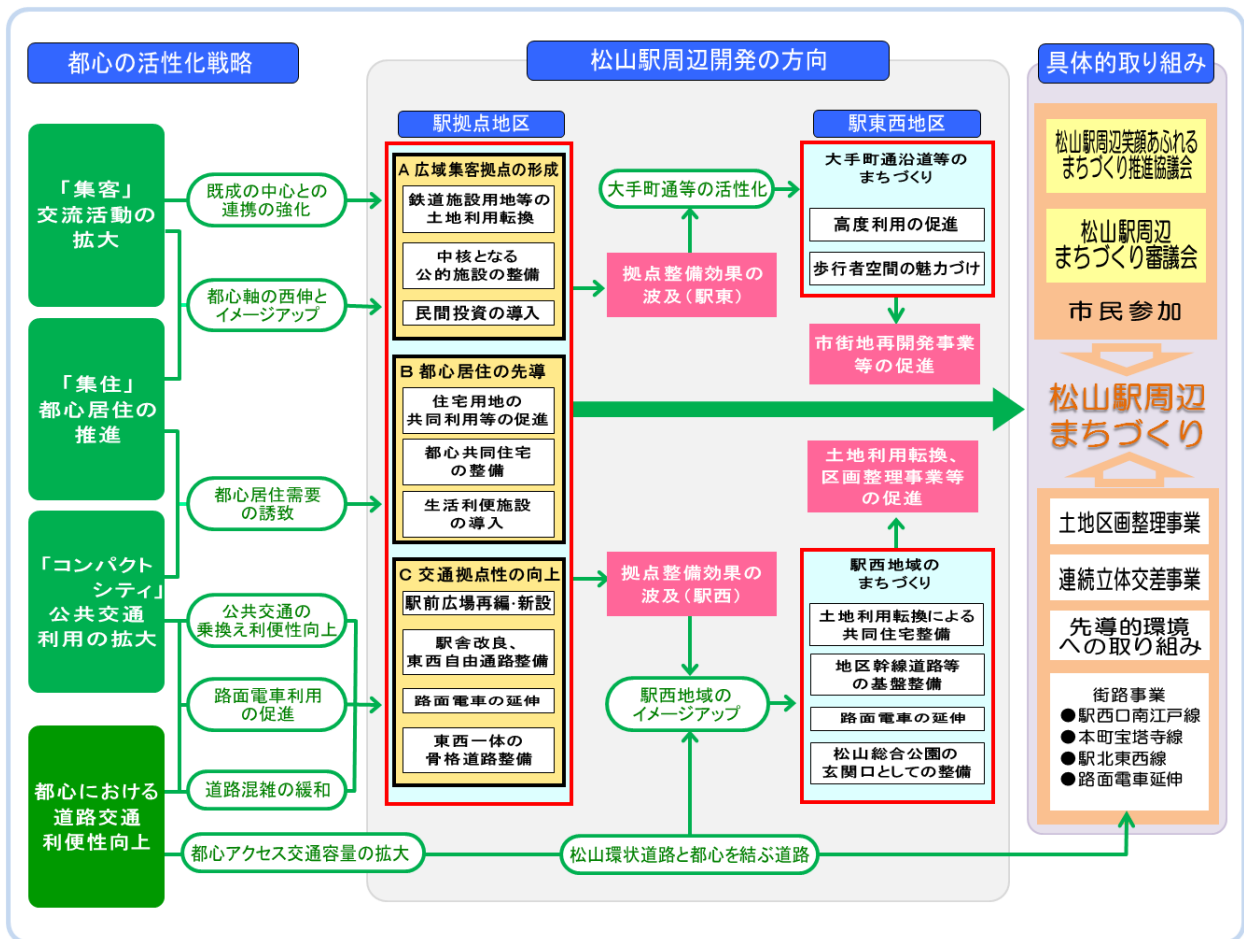 都心の活性化戦略
「集客」
交流活動の
拡大
「集住」
都心居住の
推進
「コンパクト
シティ」
公共交通
利用の拡大
都心における
道路交通
利便性向上
既成の中心との
連携の強化
都心軸の西伸と
イメージアップ
都心居住需要
の誘致
公共交通の
乗換え利便性向上
路面電車利用
の促進
道路混雑の緩和
都心アクセス交通容量の拡大
松山駅周辺開発の方向
駅拠点地区
A 広域集客拠点の形成
鉄道施設用地等の
土地利用転換
中核となる
公的施設の整備
民間投資の導入
B 都心居住の先導
住宅用地の
共同利用等の促進
都心共同住宅
の整備
生活利便施設
の導入
C 交通拠点性の向上
駅前広場再編・新設
駅舎改良、
東西自由通路整備
路面電車の延伸
東西一体の
骨格道路整備
大手町通等の活性化
拠点整備効果の
波及（駅東）
拠点整備効果の
波及（駅西）
駅西地域の
イメージアップ
松山環状道路と都心を結ぶ道路
駅東西地区
大手町通沿道等の
まちづくり
高度利用の促進
歩行者空間の魅力づけ
市街地再開発事業
等の促進
土地利用転換、
区画整理事業等
の促進
駅西地域の
まちづくり
土地利用転換による
共同住宅整備
地区幹線道路等
の基盤整備
路面電車の延伸
松山総合公園の
玄関口としての整備
具体的取り組み
松山駅周辺笑顔あふれる
まちづくり推進協議会
松山駅周辺
まちづくり審議会
市民参加
松山駅周辺
まちづくり
土地区画整理事業
連続立体交差事業
先導的環境
への取り組み
街路事業
●駅西口南江戸線
●本町宝塔寺線
●駅北東西線
●路面電車延伸